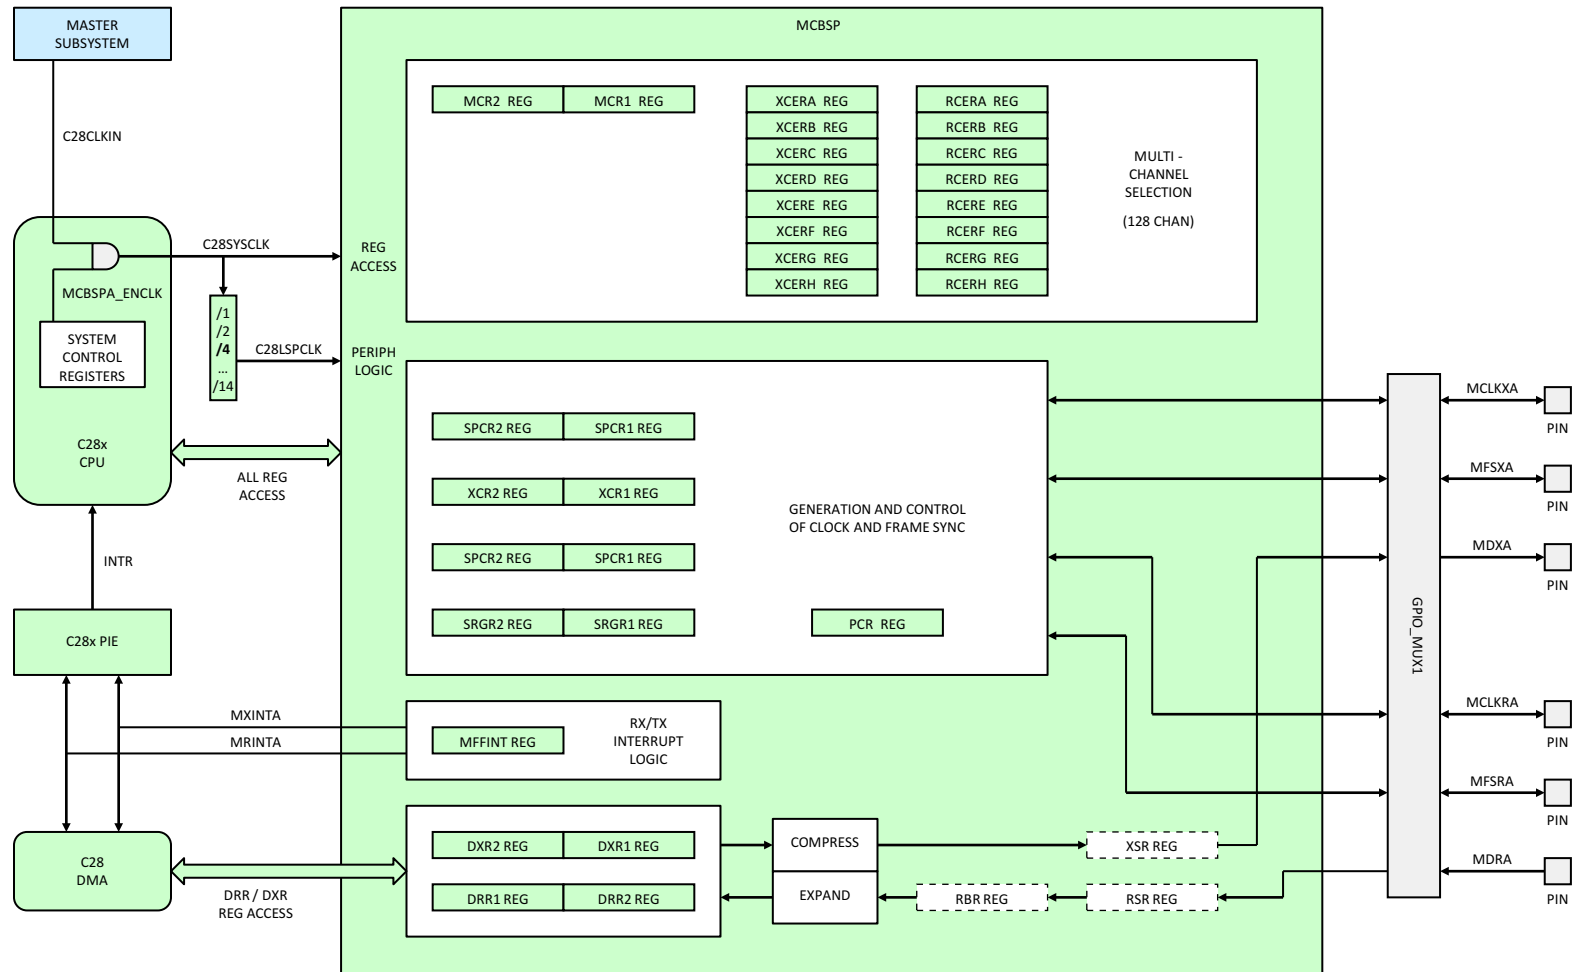 MASTER
SUBSYSTEM
C28CLKIN
C28SYSCLK
MCBSPA_ENCLK
SYSTEM
CONTROL
REGISTERS
/1
/2
/4
...
/14
C28LSPCLK
C28x
CPU
ALL REG
ACCESS
INTR
C28x PIE
MXINTA
MRINTA
C28
DMA
DRR / DXR
REG ACCESS
MCBSP
REG
ACCESS
PERIPH
LOGIC
MCR2 REG
MCR1 REG
XCERA REG
XCERB REG
XCERC REG
XCERD REG
XCERE REG
XCERF REG
XCERG REG
XCERH REG
RCERA REG
RCERB REG
RCERC REG
RCERD REG
RCERE REG
RCERF REG
RCERG REG
RCERH REG
MULTI -
CHANNEL
SELECTION
(128 CHAN)
SPCR2 REG
SPCR1 REG
XCR2 REG
XCR1 REG
SPCR2 REG
SPCR1 REG
SRGR2 REG
SRGR1 REG
GENERATION AND CONTROL
OF CLOCK AND FRAME SYNC
PCR REG
MFFINT REG
RX/TX
INTERRUPT
LOGIC
DXR2 REG
DXR1 REG
DRR1 REG
DRR2 REG
COMPRESS
EXPAND
XSR REG
RBR REG
RSR REG
GPIO_MUX1
MCLKXA
PIN
MFSXA
PIN
MDXA
PIN
MCLKRA
PIN
MFSRA
PIN
MDRA
PIN